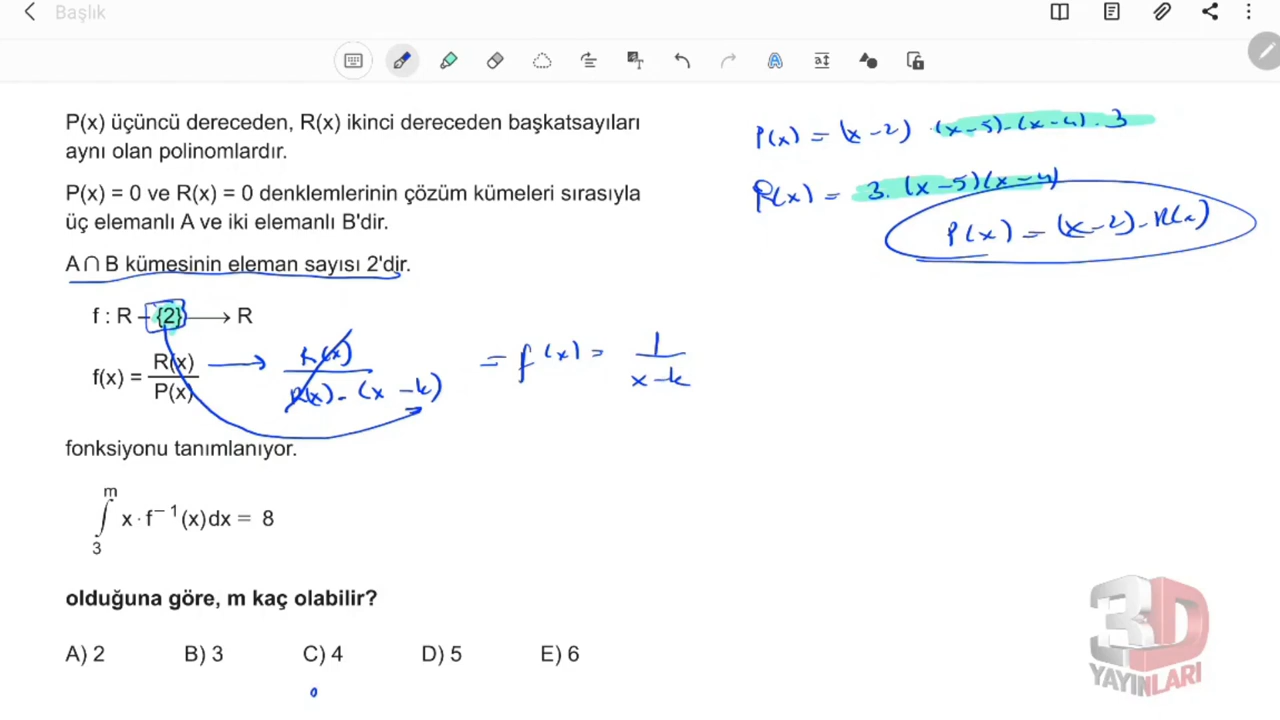 Başlık
P(x) üçüncü dereceden, R(x) ikinci dereceden başkatsayıları
aynı olan polinomlardır.
P(x) = 0 ve R(x) = 0 denklemlerinin çözüm kümeleri sırasıyla
üç elemanlı A ve iki elemanlı B'dir.
A∩B kümesinin eleman sayısı 2'dir.
f : R – {2} ⟶ R
f(x) = R(x)/P(x) → R(x)/R(x).(x – k) = f(x) = 1/x–k
fonksiyonu tanımlanıyor.
m
∫ x · f⁻¹(x)dx = 8
3
olduğuna göre, m kaç olabilir?
A) 2 B) 3 C) 4 D) 5 E) 6
P(x) = (x–2) . (x–5).(x–4).3
R(x) = 3.(x–5)(x–4)
P(x) = (x–2).R(x)
3D
YAYINLARI